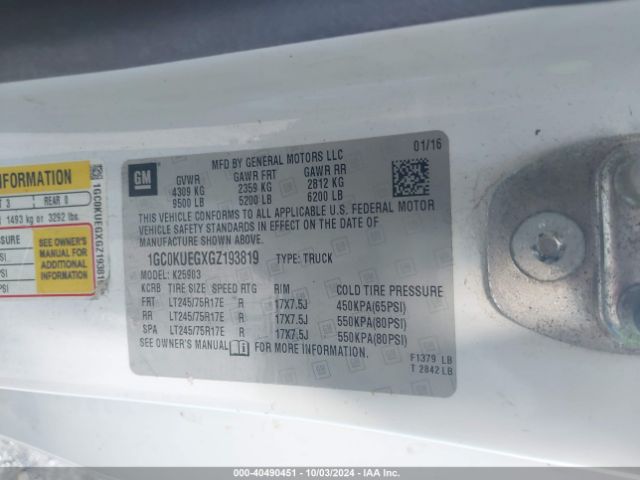 GM
MFD BY GENERAL MOTORS LLC
01/16
GVWR GAWR FRT GAWR RR
4309 KG 2359 KG 2812 KG
9500 LB 5200 LB 6200 LB
THIS VEHICLE CONFORMS TO ALL APPLICABLE U.S. FEDERAL MOTOR
VEHICLE SAFETY STANDARDS IN EFFECT ON THE DATE OF
MANUFACTURE SHOWN ABOVE.
1GC0KUEGXGZ193819 TYPE: TRUCK
MODEL: K25903
KCRB TIRE SIZE SPEED RTG RIM COLD TIRE PRESSURE
FRT LT245/75R17E R 17X7.5J 450KPA(65PSI)
RR LT245/75R17E R 17X7.5J 550KPA(80PSI)
SPA LT245/75R17E R 17X7.5J 550KPA(80PSI)
SEE OWNER'S MANUAL FOR MORE INFORMATION.
F1379 LB
T 2842 LB
NFORMATION
T 3 REAR 0
1493 kg or 3292 lbs.
SSURE
SEE OWNER'S
MANUAL FOR
ADDITIONAL
INFORMATION
PSI
PSI
1GC0KUEGXGZ193819
K
000-40490451 - 10/03/2024 - IAA Inc.